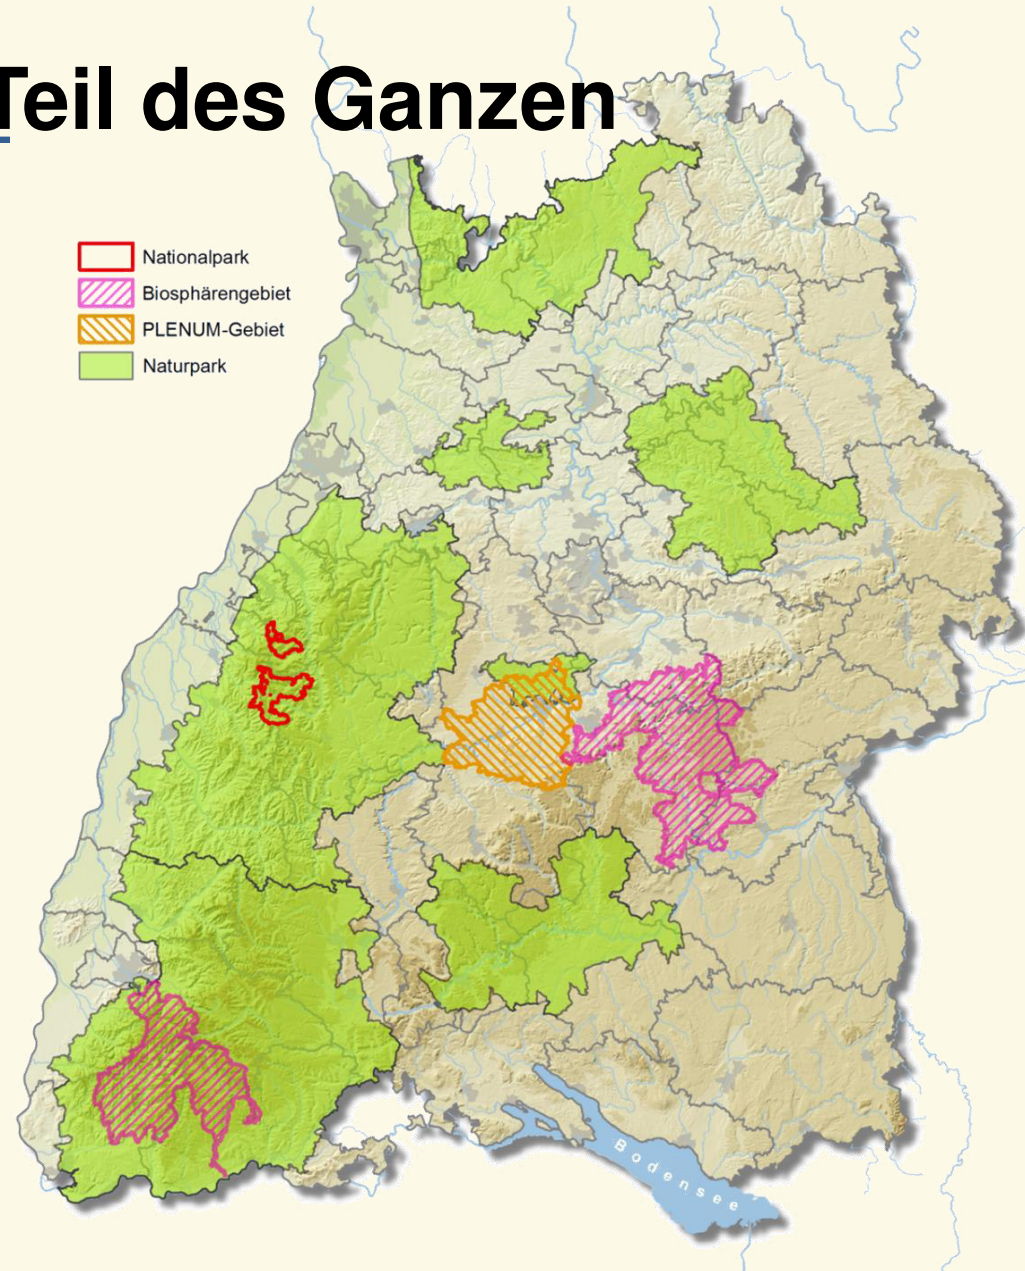 Teil des Ganzen
Nationalpark
Biosphärengebiet
PLENUM-Gebiet
Naturpark
Bodensee